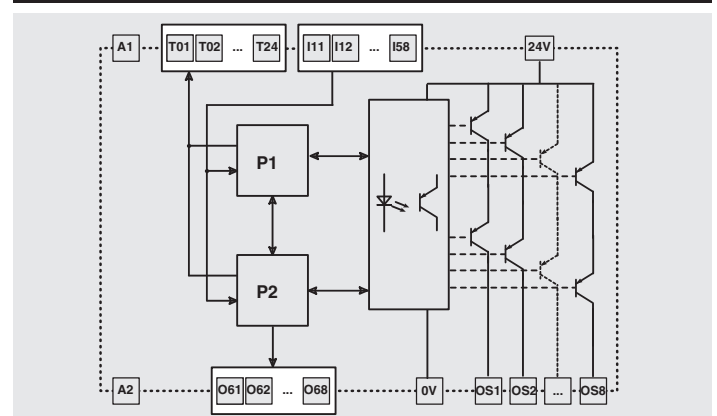 A1 T01 T02 ... T24 I11 I12 ... I58 24V
P1
P2
A2 O61 O62 ... O68 0V OS1 OS2 ... OS8